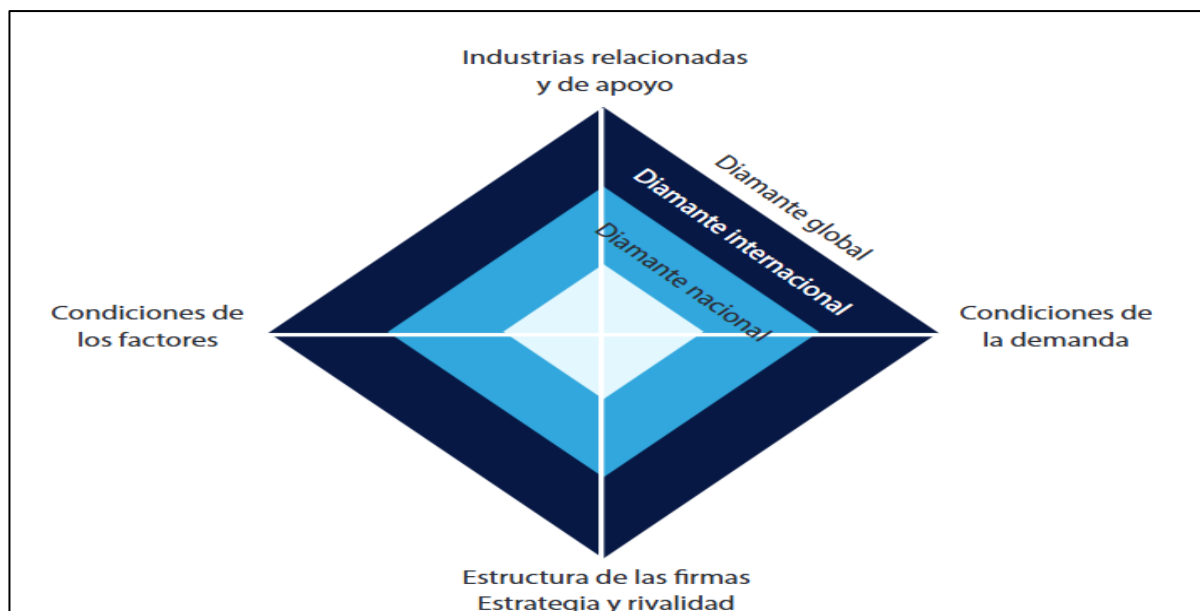 Industrias relacionadas
y de apoyo
Diamante global
Diamante internacional
Diamante nacional
Condiciones de
los factores
Condiciones de
la demanda
Estructura de las firmas
Estrategia y rivalidad